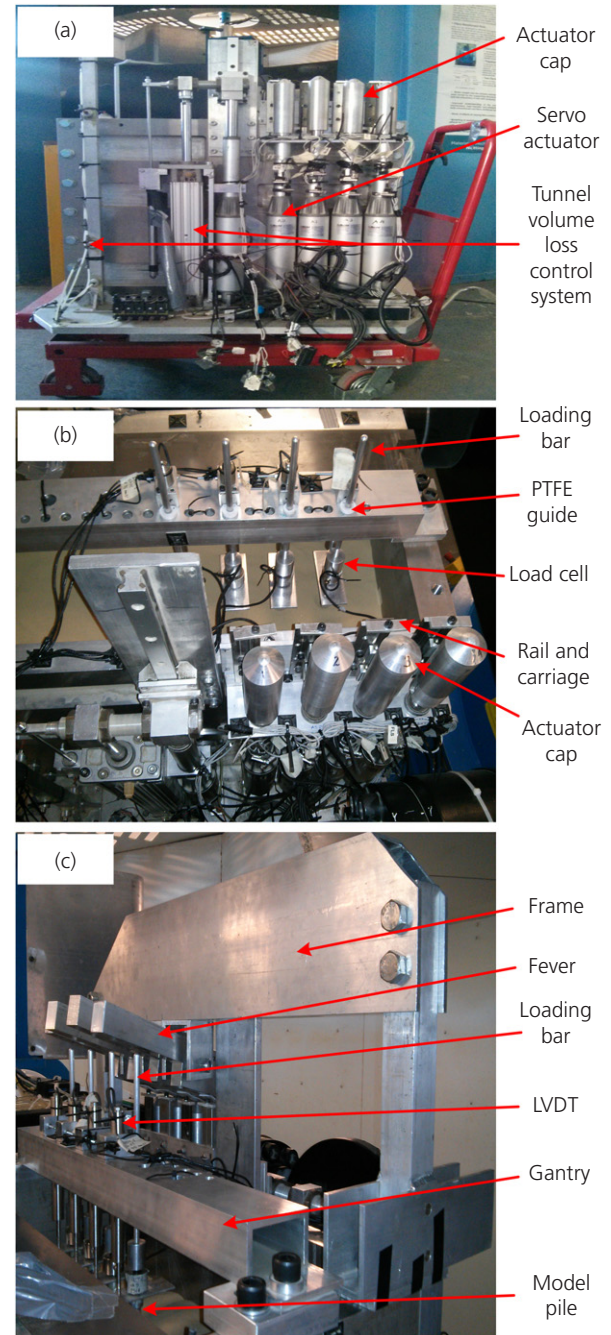 (a)
Actuator
cap
Servo
actuator
Tunnel
volume
loss
control
system
(b)
Loading
bar
PTFE
guide
Load cell
Rail and
carriage
Actuator
cap
(c)
Frame
Fever
Loading
bar
LVDT
Gantry
Model
pile